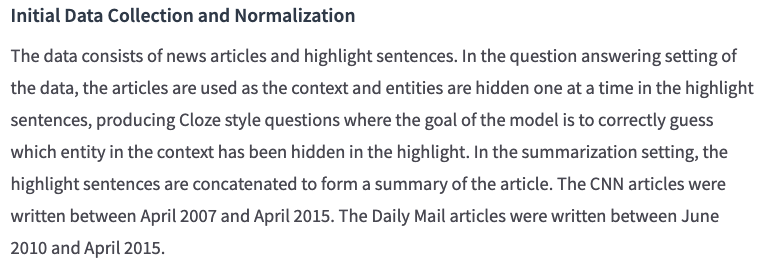 Initial Data Collection and Normalization
The data consists of news articles and highlight sentences. In the question answering setting of
the data, the articles are used as the context and entities are hidden one at a time in the highlight
sentences, producing Cloze style questions where the goal of the model is to correctly guess
which entity in the context has been hidden in the highlight. In the summarization setting, the
highlight sentences are concatenated to form a summary of the article. The CNN articles were
written between April 2007 and April 2015. The Daily Mail articles were written between June
2010 and April 2015.